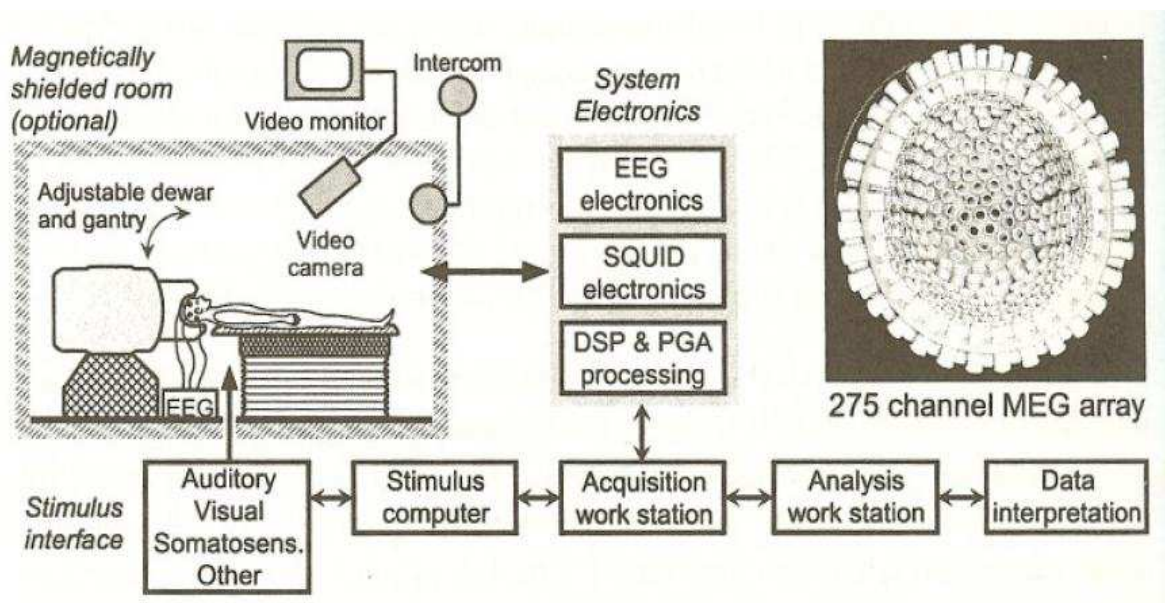 Magnetically
shielded room
(optional)
Video monitor
Intercom
System
Electronics
Adjustable dewar
and gantry
Video
camera
EEG
EEG
electronics
SQUID
electronics
DSP & PGA
processing
275 channel MEG array
Stimulus
interface
Auditory
Visual
Somatosens.
Other
Stimulus
computer
Acquisition
work station
Analysis
work station
Data
interpretation